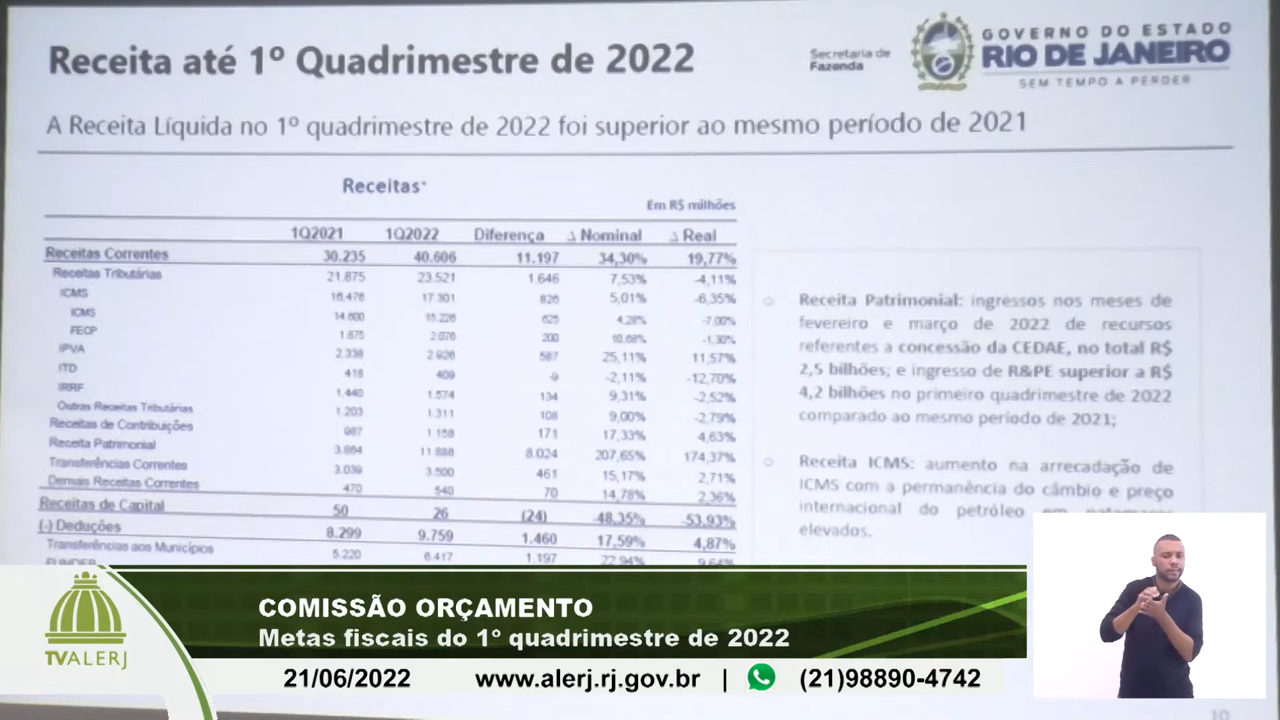 Receita até 1º Quadrimestre de 2022
Secretaria de
Fazenda
GOVERNO DO ESTADO
RIO DE JANEIRO
SEM TEMPO A PERDER
A Receita Líquida no 1º quadrimestre de 2022 foi superior ao mesmo período de 2021
Receitas*
Em R$ milhões
1Q2021 1Q2022 Diferença Δ Nominal Δ Real
Receitas Correntes 30.235 40.606 11.197 34,30% 19,77%
Receitas Tributárias 21.875 23.521 1.646 7,53% -4,11%
ICMS 16.476 17.301 826 5,01% -6,35%
ICMS 14.600 15.226 625 4,28% -7,00%
FECP 1.875 2.076 200 10,68% -1,30%
IPVA 2.338 2.926 587 25,11% 11,57%
ITD 418 409 -9 -2,11% -12,70%
IRRF 1.440 1.574 134 9,31% -2,52%
Outras Receitas Tributárias 1.203 1.311 108 9,00% -2,79%
Receitas de Contribuições 987 1.158 171 17,33% 4,63%
Receita Patrimonial 3.864 11.888 8.024 207,65% 174,37%
Transferências Correntes 3.039 3.500 461 15,17% 2,71%
Demais Receitas Correntes 470 540 70 14,78% 2,36%
Receitas de Capital 50 26 (24) -48,35% -53,93%
(-) Deduções 8.299 9.759 1.460 17,59% 4,87%
Transferências aos Municípios 5.220 6.417 1.197 22,94% 9,64%
Receita Patrimonial: ingressos nos meses de
fevereiro e março de 2022 de recursos
referentes a concessão da CEDAE, no total R$
2,5 bilhões; e ingresso de R&PE superior a R$
4,2 bilhões no primeiro quadrimestre de 2022
comparado ao mesmo período de 2021;
Receita ICMS: aumento na arrecadação de
ICMS com a permanência do câmbio e preço
internacional do petróleo em patamares
elevados.
COMISSÃO ORÇAMENTO
Metas fiscais do 1º quadrimestre de 2022
TVALERJ
21/06/2022 www.alerj.rj.gov.br | (21)98890-4742
10